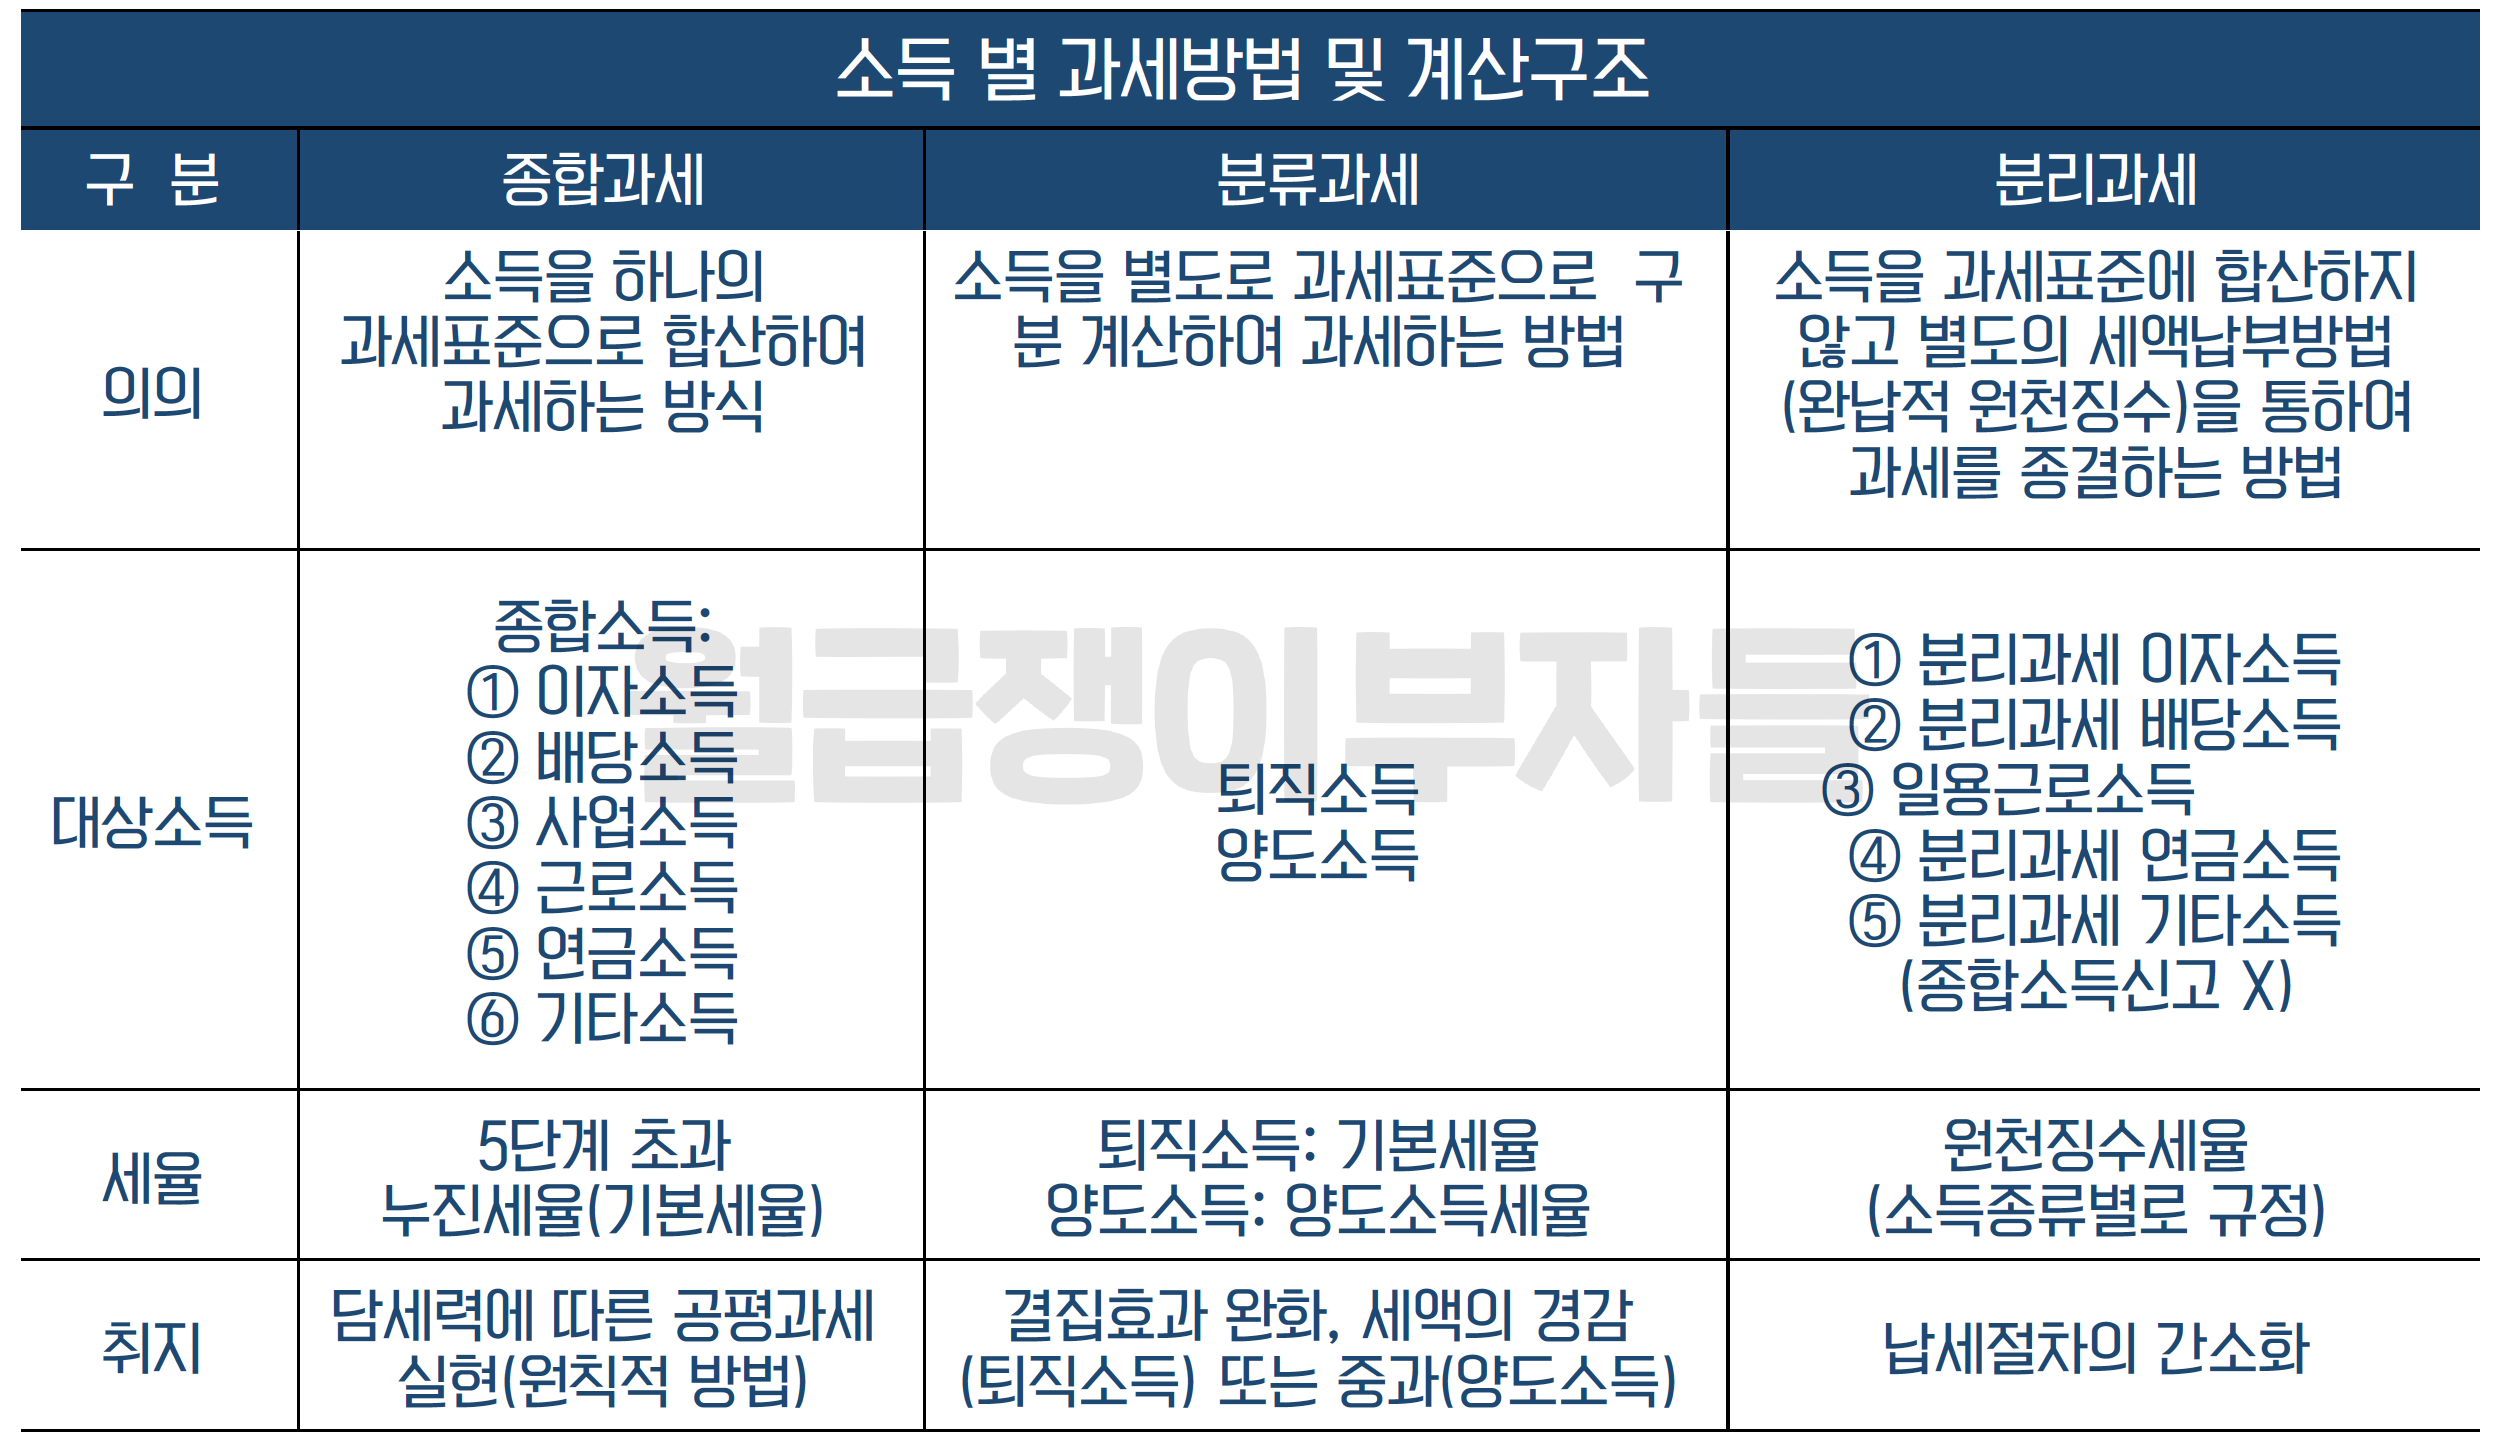 소득 별 과세방법 및 계산구조
구 분
종합과세
분류과세
분리과세
의의
소득을 하나의
과세표준으로 합산하여
과세하는 방식
소득을 별도로 과세표준으로 구
분 계산하여 과세하는 방법
소득을 과세표준에 합산하지
않고 별도의 세액납부방법
(완납적 원천징수)을 통하여
과세를 종결하는 방법
대상소득
종합소득:
① 이자소득
② 배당소득
③ 사업소득
④ 근로소득
⑤ 연금소득
⑥ 기타소득
퇴직소득
양도소득
① 분리과세 이자소득
② 분리과세 배당소득
③ 일용근로소득
④ 분리과세 연금소득
⑤ 분리과세 기타소득
(종합소득신고 X)
월급쟁이부자들
세율
5단계 초과
누진세율(기본세율)
퇴직소득: 기본세율
양도소득: 양도소득세율
원천징수세율
(소득종류별로 규정)
취지
담세력에 따른 공평과세
실현(원칙적 방법)
결집효과 완화, 세액의 경감
(퇴직소득) 또는 중과(양도소득)
납세절차의 간소화